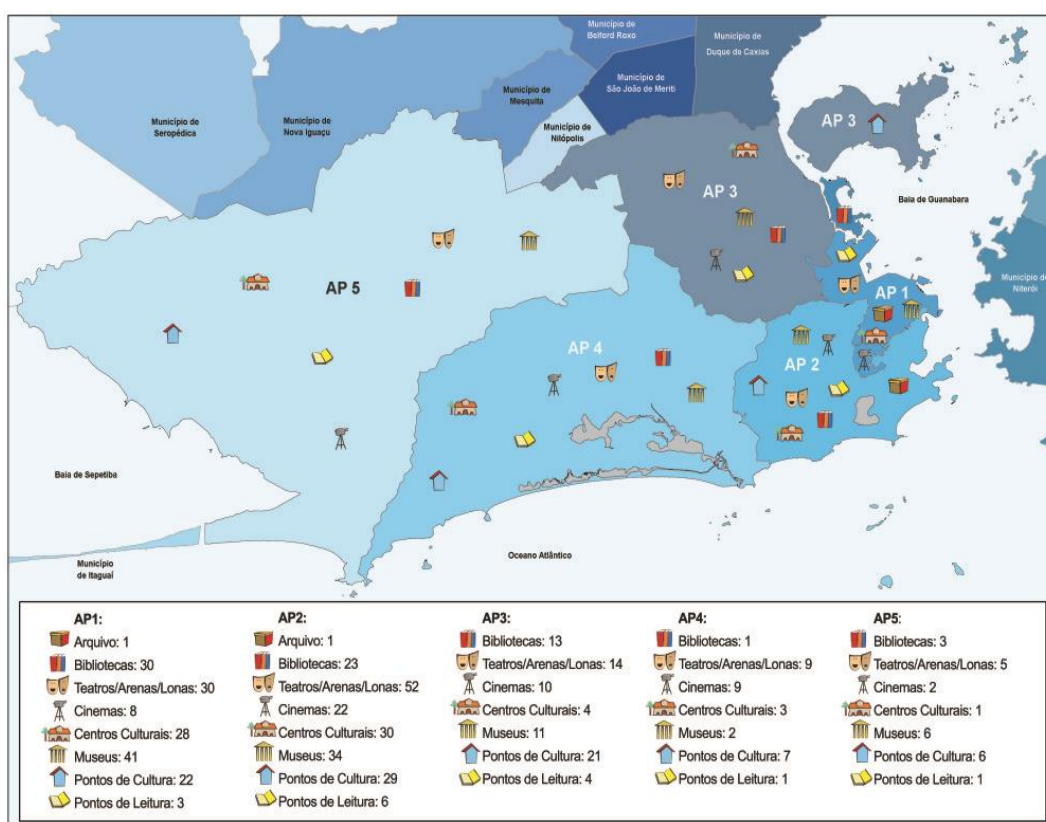 Município de
Belford Roxo
Município de
Duque de Caxias
Município de
São João de Meriti
Município de
Mesquita
Município de
Seropédica
Município de
Nova Iguaçu
Município de
Nilópolis
AP 3
AP 3
Baia de Guanabara
Município de
Niterói
AP 5
AP 1
AP 4
AP 2
Baia de Sepetiba
Oceano Atlântico
Município
de Itaguaí
AP1:
Arquivo: 1
Bibliotecas: 30
Teatros/Arenas/Lonas: 30
Cinemas: 8
Centros Culturais: 28
Museus: 41
Pontos de Cultura: 22
Pontos de Leitura: 3
AP2:
Arquivo: 1
Bibliotecas: 23
Teatros/Arenas/Lonas: 52
Cinemas: 22
Centros Culturais: 30
Museus: 34
Pontos de Cultura: 29
Pontos de Leitura: 6
AP3:
Bibliotecas: 13
Teatros/Arenas/Lonas: 14
Cinemas: 10
Centros Culturais: 4
Museus: 11
Pontos de Cultura: 21
Pontos de Leitura: 4
AP4:
Bibliotecas: 1
Teatros/Arenas/Lonas: 9
Cinemas: 9
Centros Culturais: 3
Museus: 2
Pontos de Cultura: 7
Pontos de Leitura: 1
AP5:
Bibliotecas: 3
Teatros/Arenas/Lonas: 5
Cinemas: 2
Centros Culturais: 1
Museus: 6
Pontos de Cultura: 6
Pontos de Leitura: 1